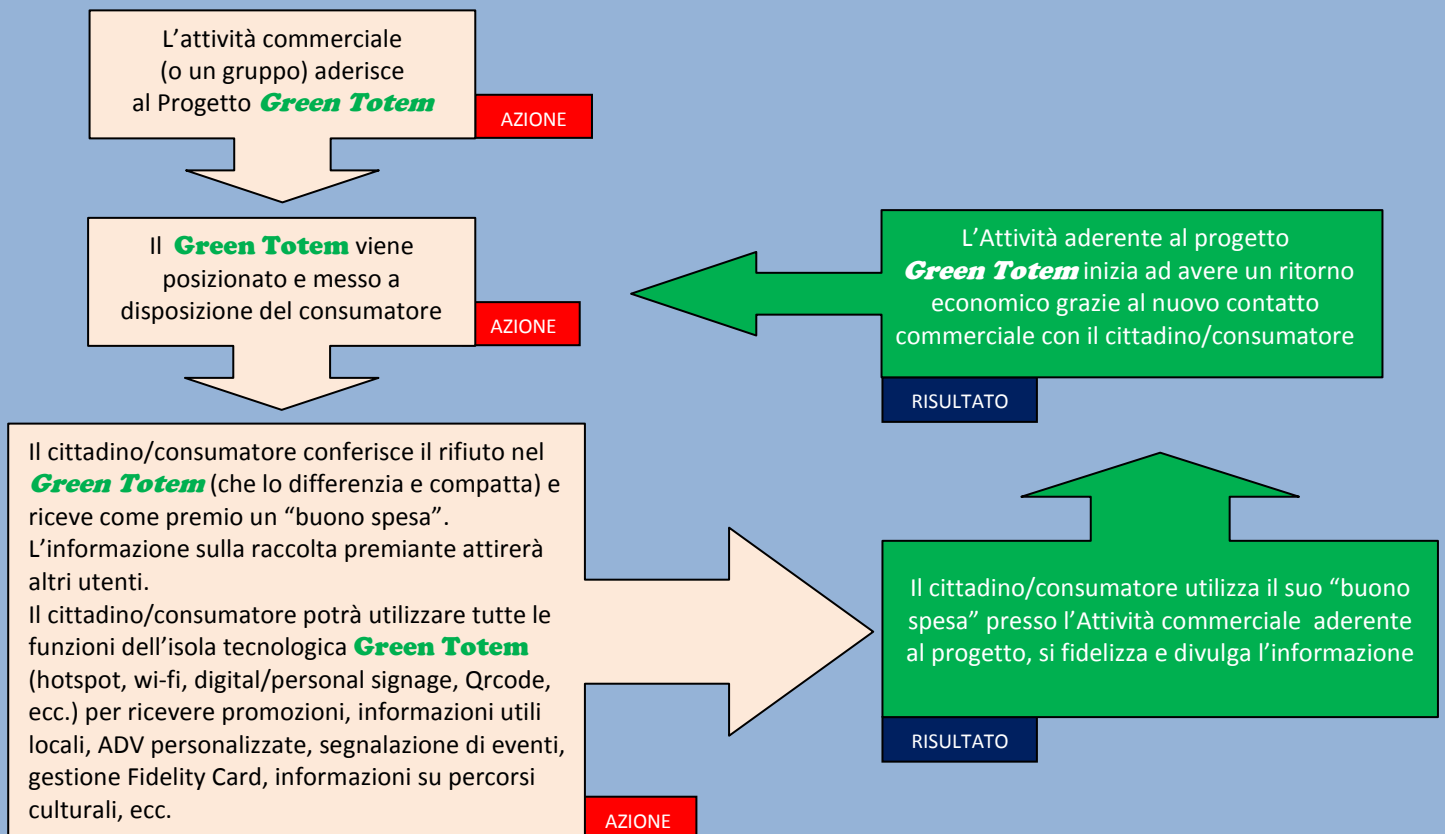 L’attività commerciale
(o un gruppo) aderisce
al Progetto Green Totem
AZIONE
Il Green Totem viene
posizionato e messo a
disposizione del consumatore
AZIONE
Il cittadino/consumatore conferisce il rifiuto nel
Green Totem (che lo differenzia e compatta) e
riceve come premio un “buono spesa”.
L’informazione sulla raccolta premiante attirerà
altri utenti.
Il cittadino/consumatore potrà utilizzare tutte le
funzioni dell’isola tecnologica Green Totem
(hotspot, wi-fi, digital/personal signage, Qrcode,
ecc.) per ricevere promozioni, informazioni utili
locali, ADV personalizzate, segnalazione di eventi,
gestione Fidelity Card, informazioni su percorsi
culturali, ecc.
AZIONE
Il cittadino/consumatore utilizza il suo “buono
spesa” presso l’Attività commerciale aderente
al progetto, si fidelizza e divulga l’informazione
RISULTATO
L’Attività aderente al progetto
Green Totem inizia ad avere un ritorno
economico grazie al nuovo contatto
commerciale con il cittadino/consumatore
RISULTATO